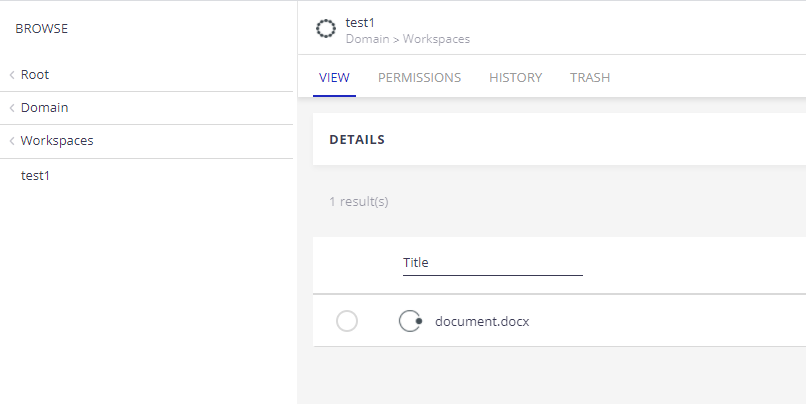 BROWSE
Root
Domain
Workspaces
test1
test1
Domain > Workspaces
VIEW PERMISSIONS HISTORY TRASH
DETAILS
1 result(s)
Title
document.docx